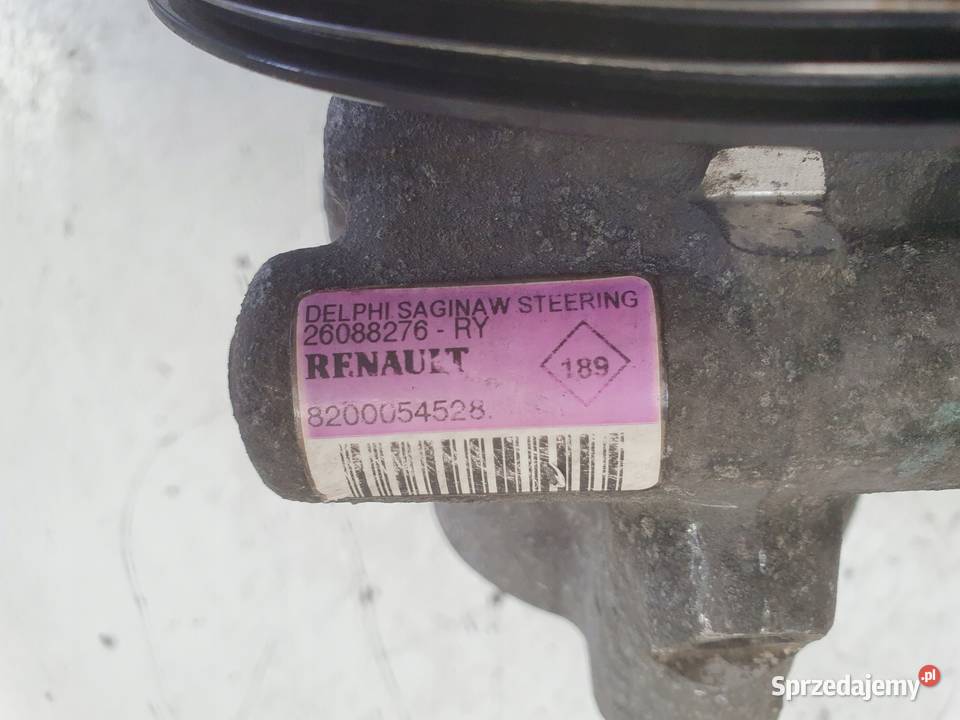 DELPHI SAGINAW STEERING
26088276 - RY
RENAULT
189
8200054528.
Sprzedajemy.pl